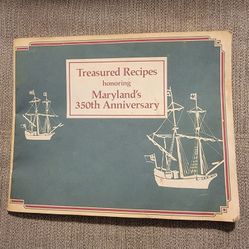 Treasured Recipes
honoring
Maryland's
350th Anniversary